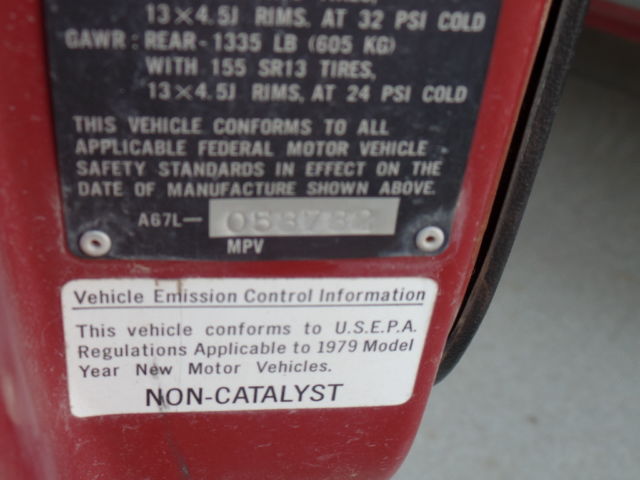 13×4.5J RIMS. AT 32 PSI COLD
GAWR: REAR-1335 LB (605 KG)
WITH 155 SR13 TIRES,
13×4.5J RIMS, AT 24 PSI COLD
THIS VEHICLE CONFORMS TO ALL
APPLICABLE FEDERAL MOTOR VEHICLE
SAFETY STANDARDS IN EFFECT ON THE
DATE OF MANUFACTURE SHOWN ABOVE.
A67L—
MPV
Vehicle Emission Control Information
This vehicle conforms to U.S.E.P.A.
Regulations Applicable to 1979 Model
Year New Motor Vehicles.
NON-CATALYST